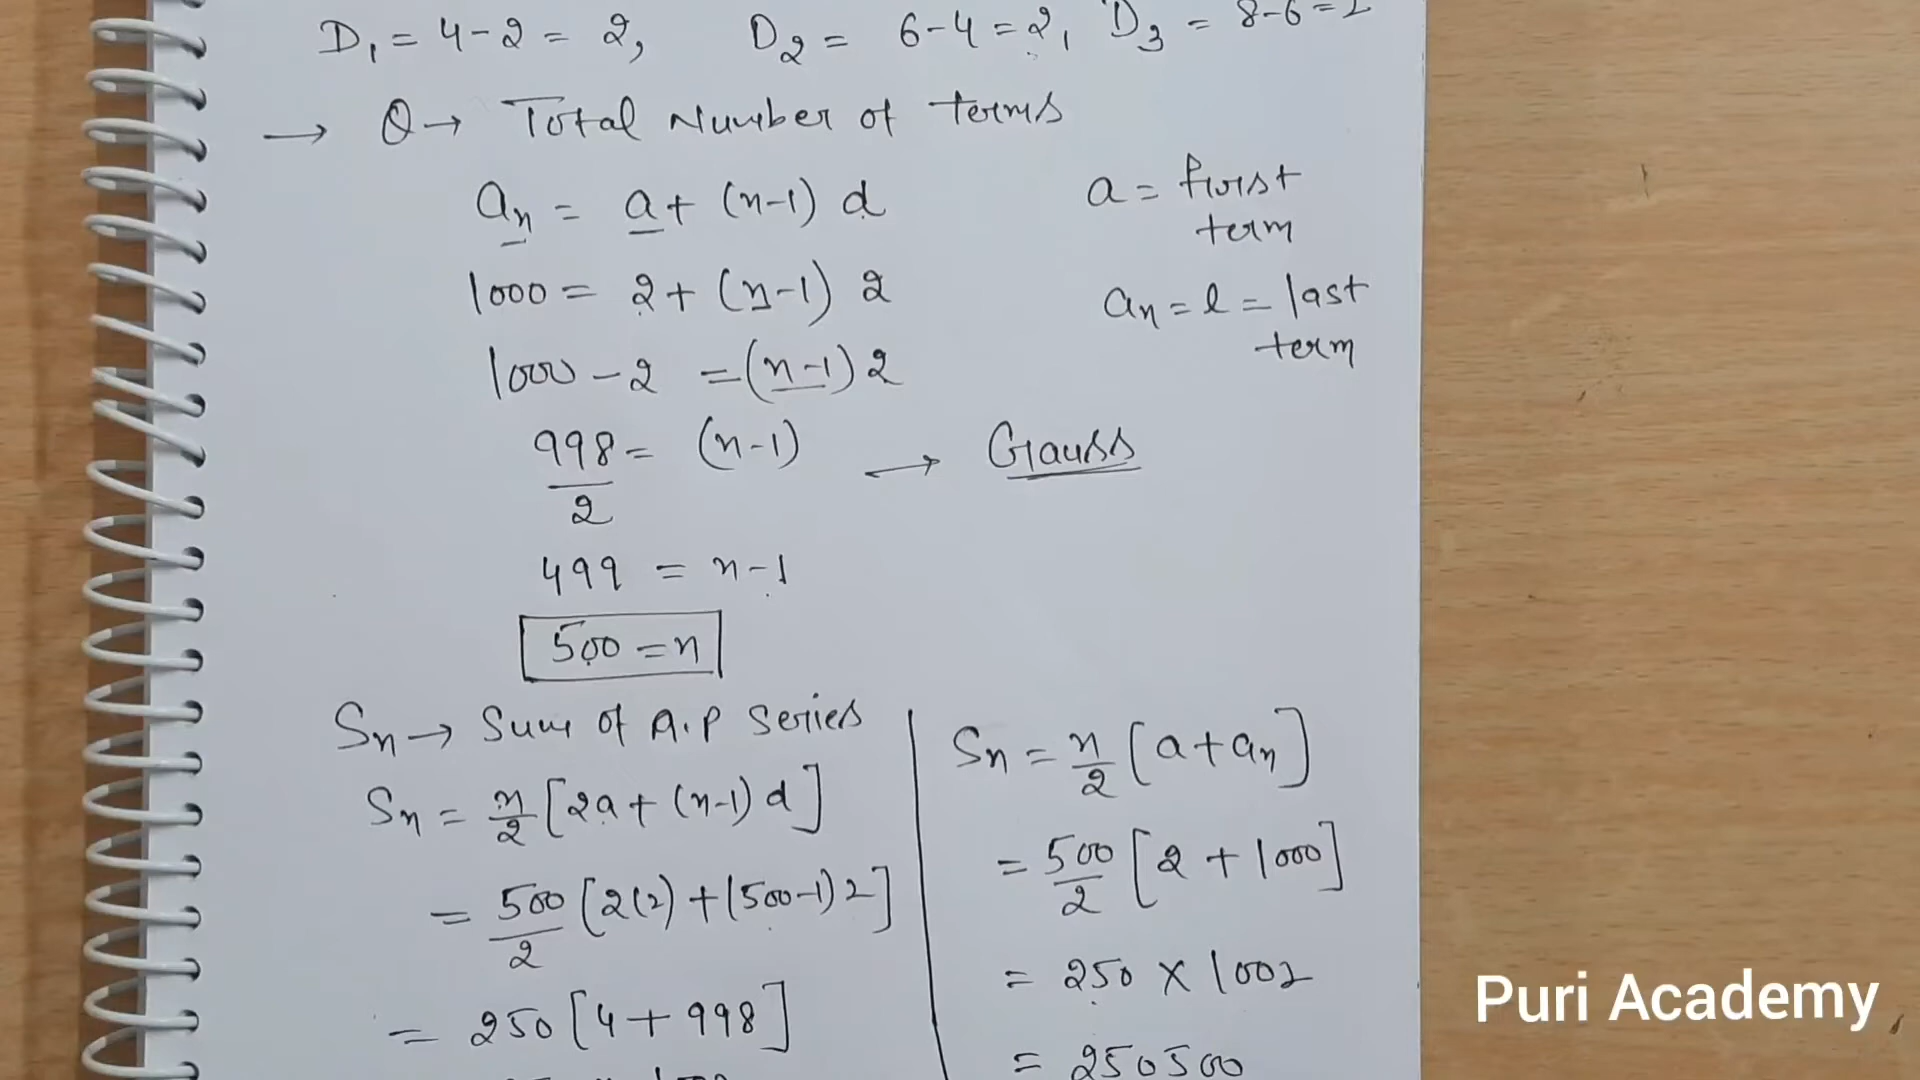 D₁ = 4-2 = 2, D₂ = 6-4 = 2, D₃ = 8-6 = 2
→ Q→ Total Number of terms
aₙ = a + (n-1) d
a = first
term
1000 = 2 + (n-1) 2
aₙ = l = last
term
1000 - 2 = (n-1) 2
998/2 = (n-1) → Gauss
499 = n-1
500 = n
Sₙ → Sum of A.P Series
Sₙ = n/2 [2a + (n-1) d]
= 500/2 [2(2) + (500-1) 2]
= 250 [4 + 998]
Sₙ = n/2 [a + aₙ]
= 500/2 [2 + 1000]
= 250 × 1002
= 250500
Puri Academy